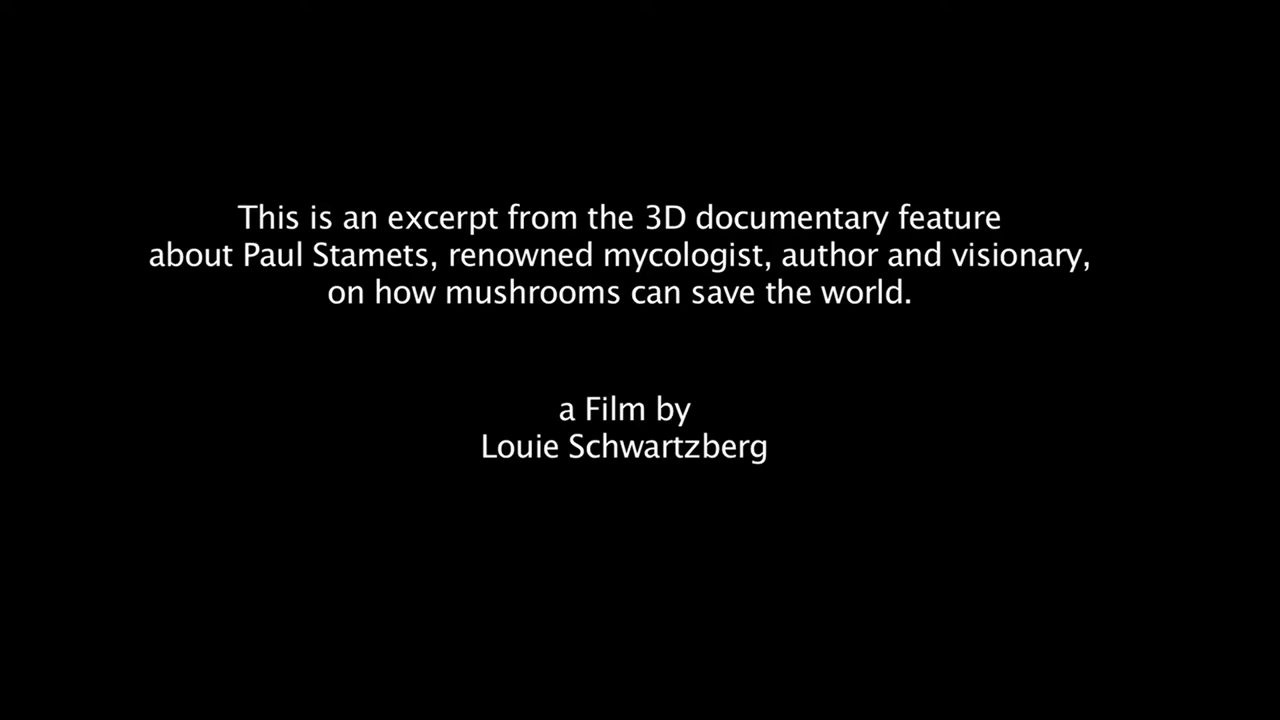 This is an excerpt from the 3D documentary feature
about Paul Stamets, renowned mycologist, author and visionary,
on how mushrooms can save the world.
a Film by
Louie Schwartzberg